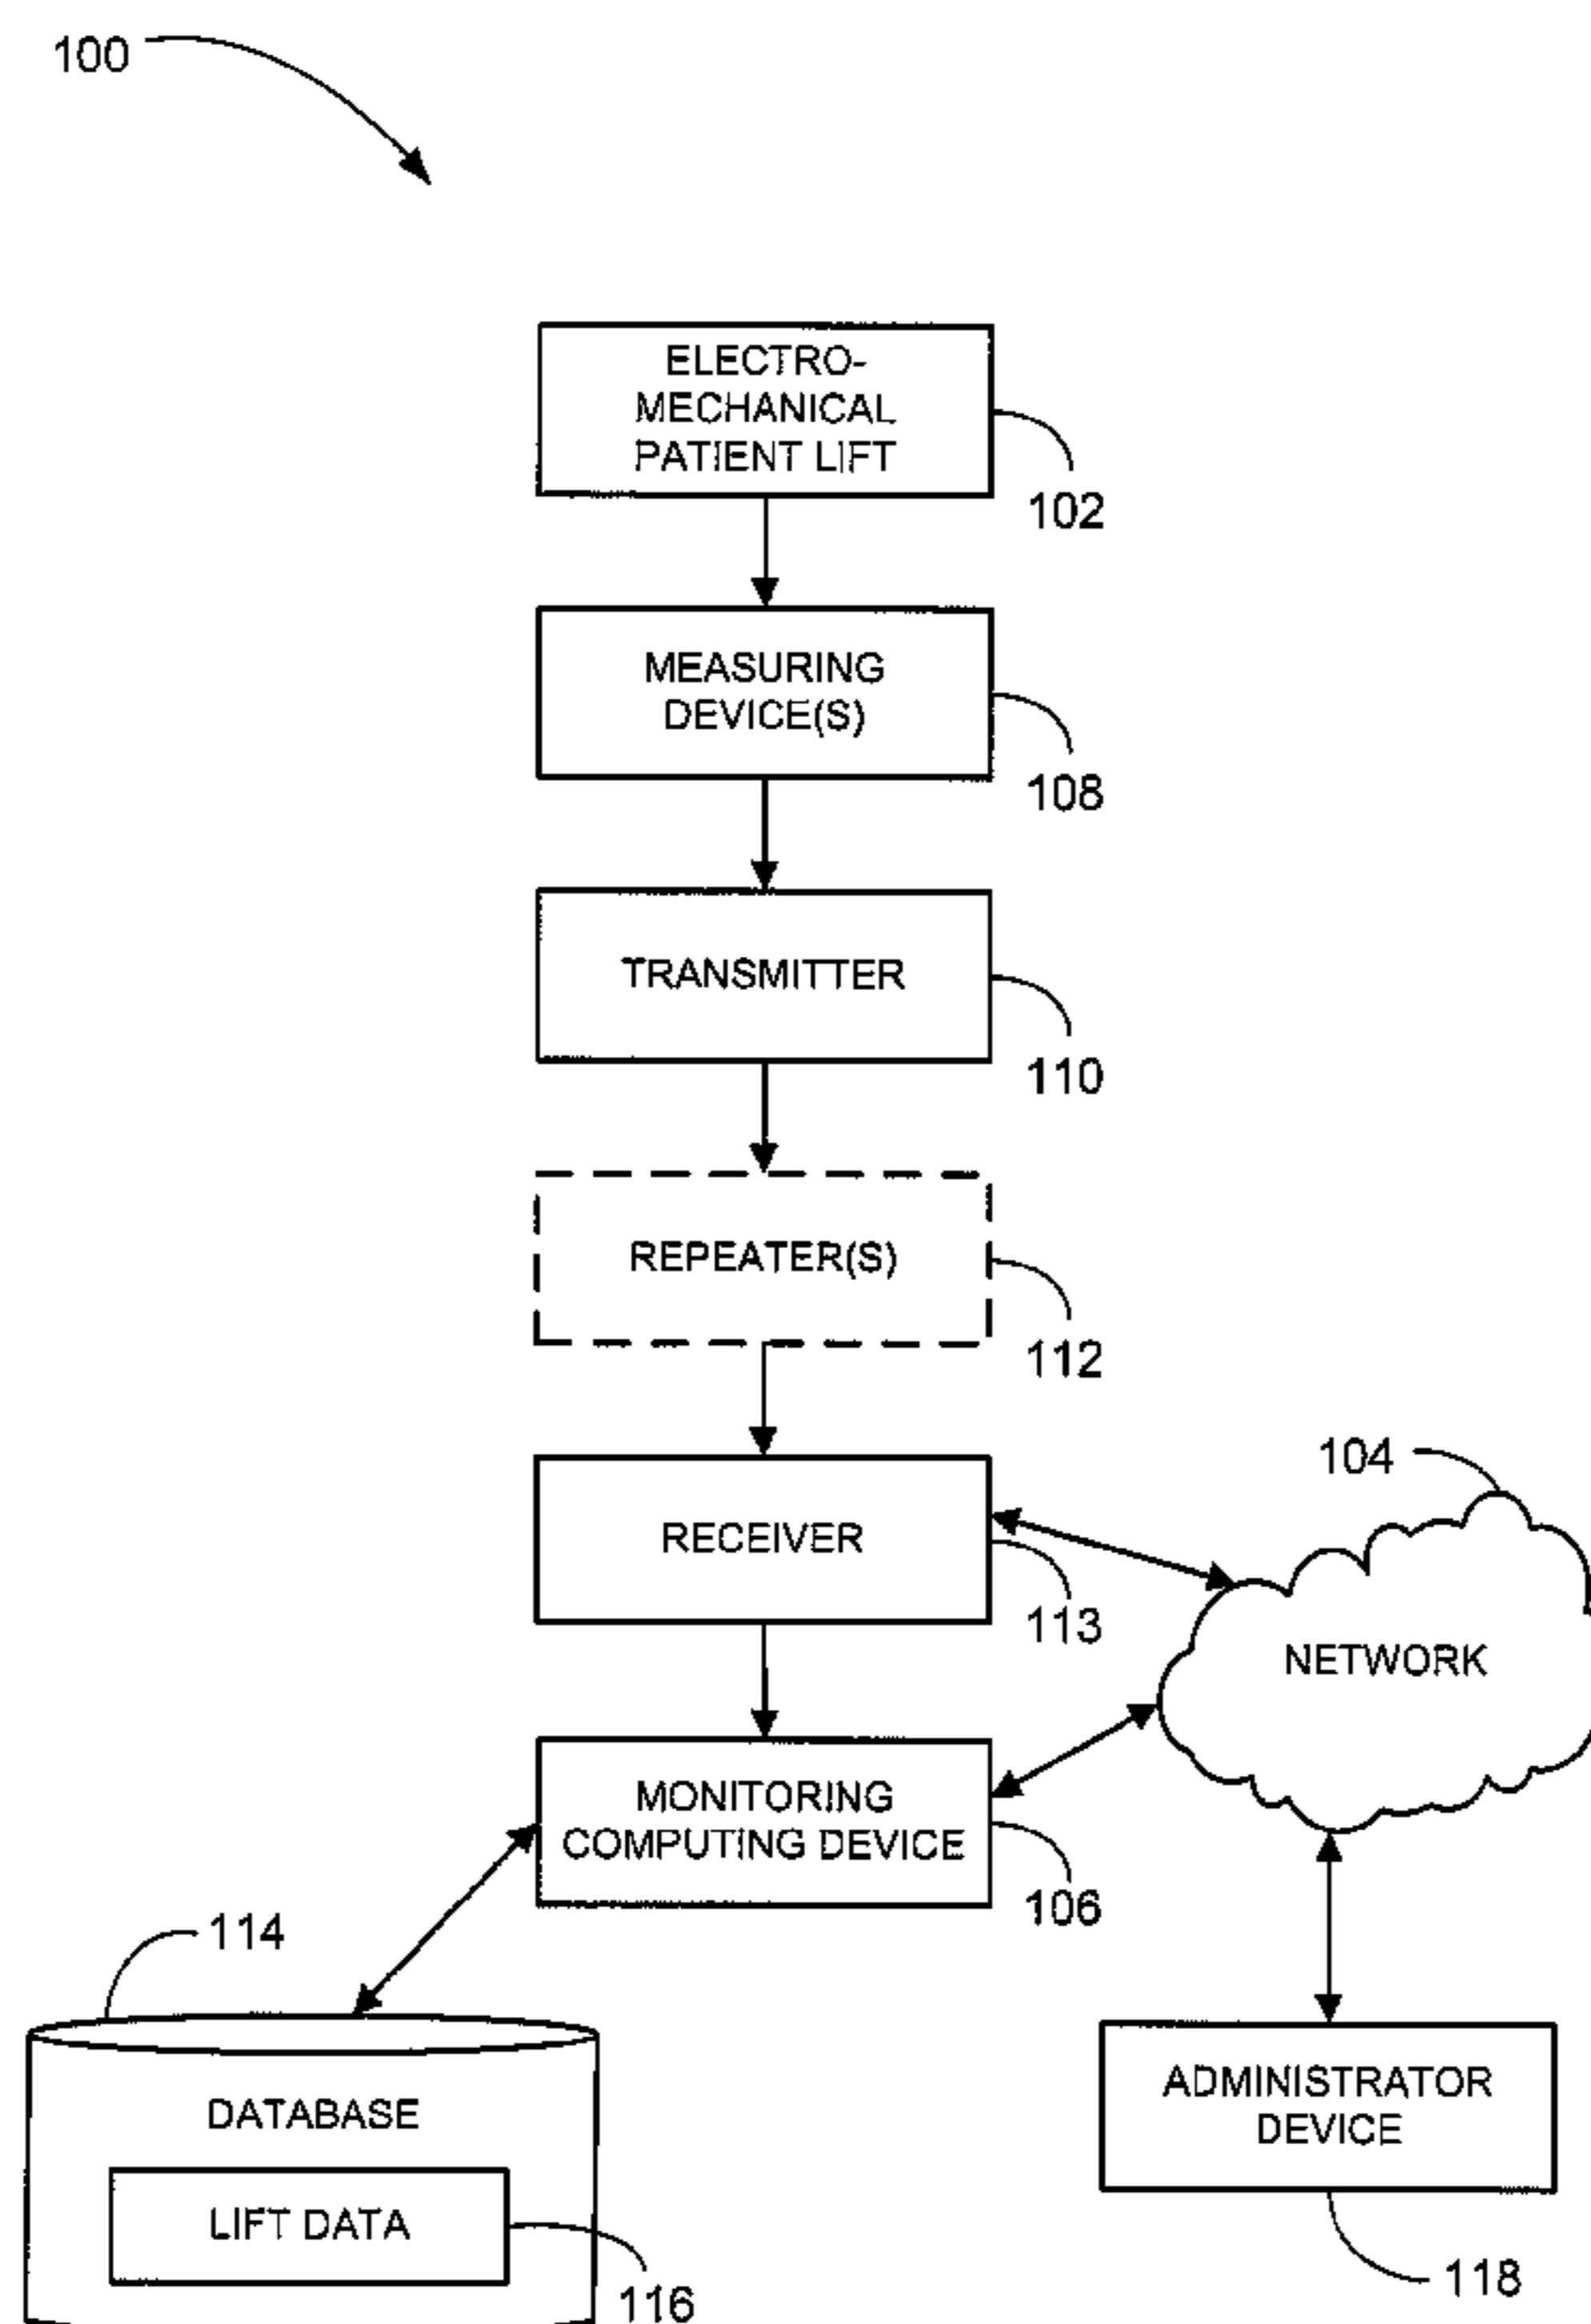 100
ELECTRO-
MECHANICAL
PATIENT LIFT
102
MEASURING
DEVICE(S)
108
TRANSMITTER
110
REPEATER(S)
112
104
RECEIVER
113
NETWORK
MONITORING
COMPUTING DEVICE
106
114
DATABASE
ADMINISTRATOR
DEVICE
LIFT DATA
116
118